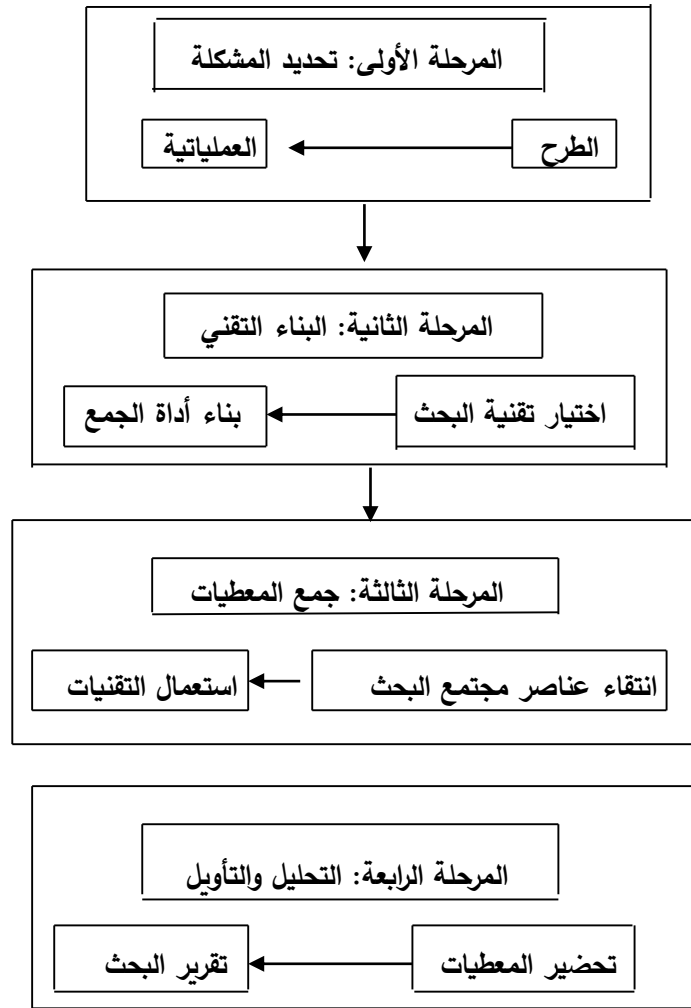 المرحلة الأولى: تحديد المشكلة
الطرح
العملياتية
المرحلة الثانية: البناء التقني
اختيار تقنية البحث
بناء أداة الجمع
المرحلة الثالثة: جمع المعطيات
انتقاء عناصر مجتمع البحث
استعمال التقنيات
المرحلة الرابعة: التحليل والتأويل
تحضير المعطيات
تقرير البحث